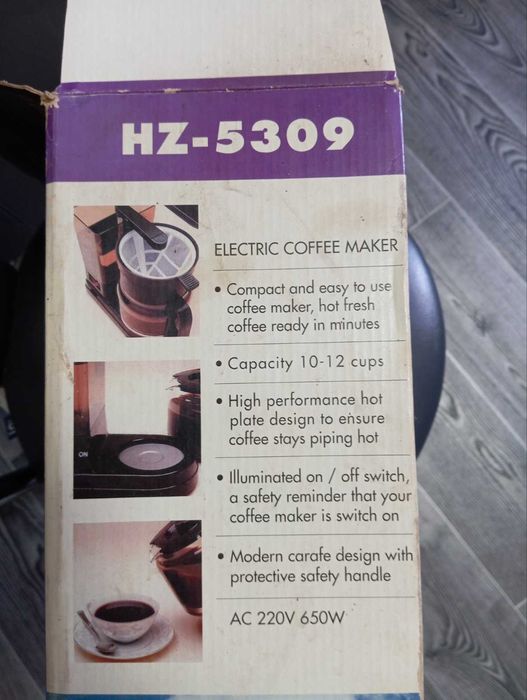 HZ-5309
ELECTRIC COFFEE MAKER
• Compact and easy to use
coffee maker, hot fresh
coffee ready in minutes
• Capacity 10-12 cups
• High performance hot
plate design to ensure
coffee stays piping hot
• Illuminated on / off switch,
a safety reminder that your
coffee maker is switch on
• Modern carafe design with
protective safety handle
AC 220V 650W
ON